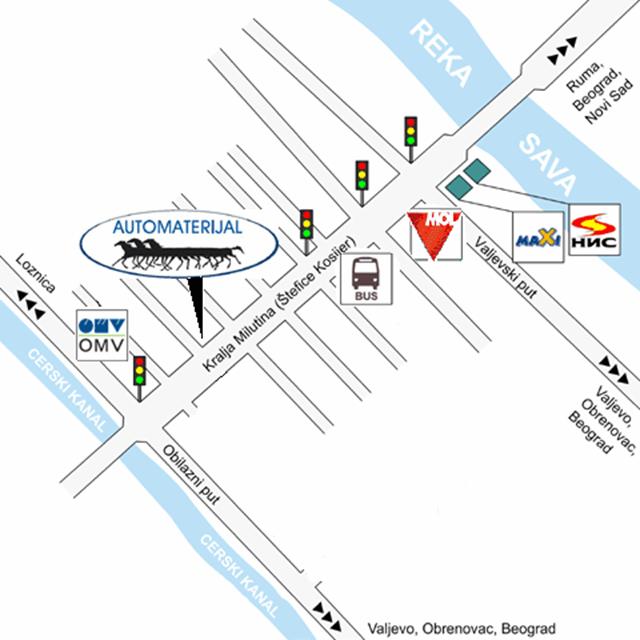 REKA
SAVA
Ruma,
Beograd,
Novi Sad
AUTOMATERIJAL
MOL
MAXI
НИС
BUS
Kralja Milutina (Štefice Kosijer)
Valjevski put
Valjevo,
Obrenovac,
Beograd
Loznica
OMV
OMV
CERSKI KANAL
Obilazni put
CERSKI KANAL
Valjevo, Obrenovac, Beograd